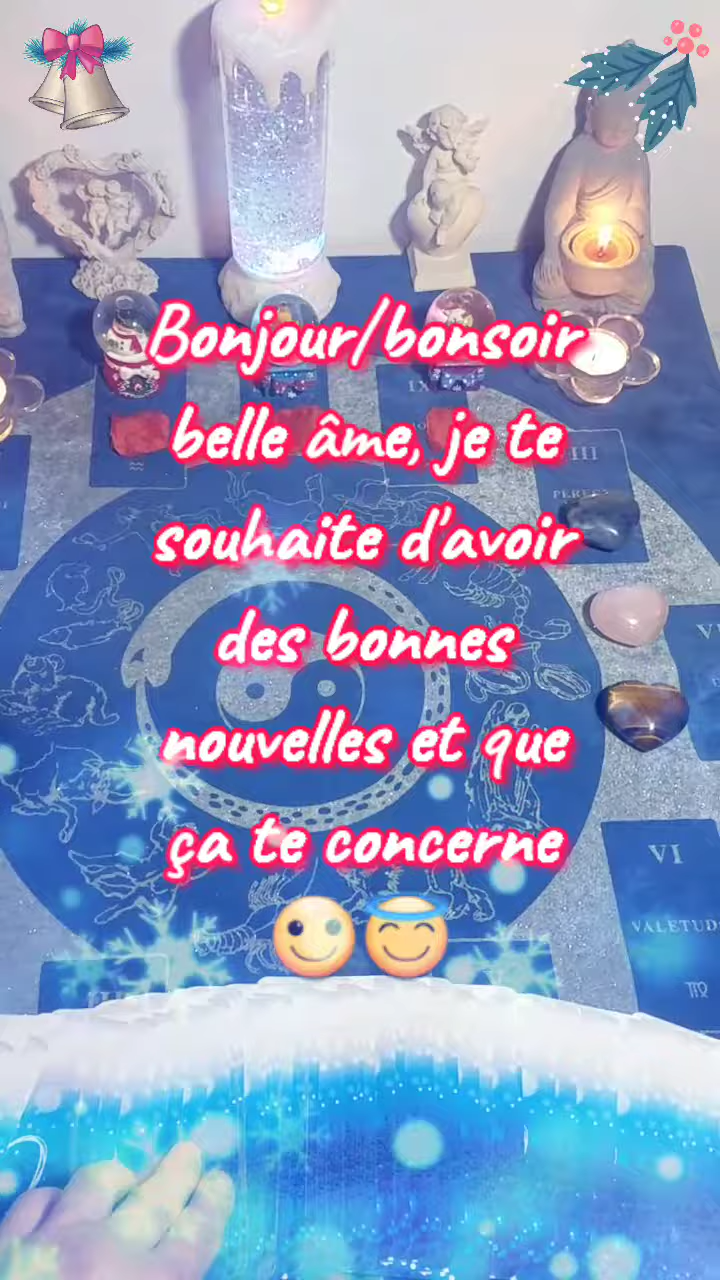 Bonjour/bonsoir
belle âme, je te
souhaite d'avoir
des bonnes
nouvelles et que
ça te concerne
IX
III
VI
VALETUD